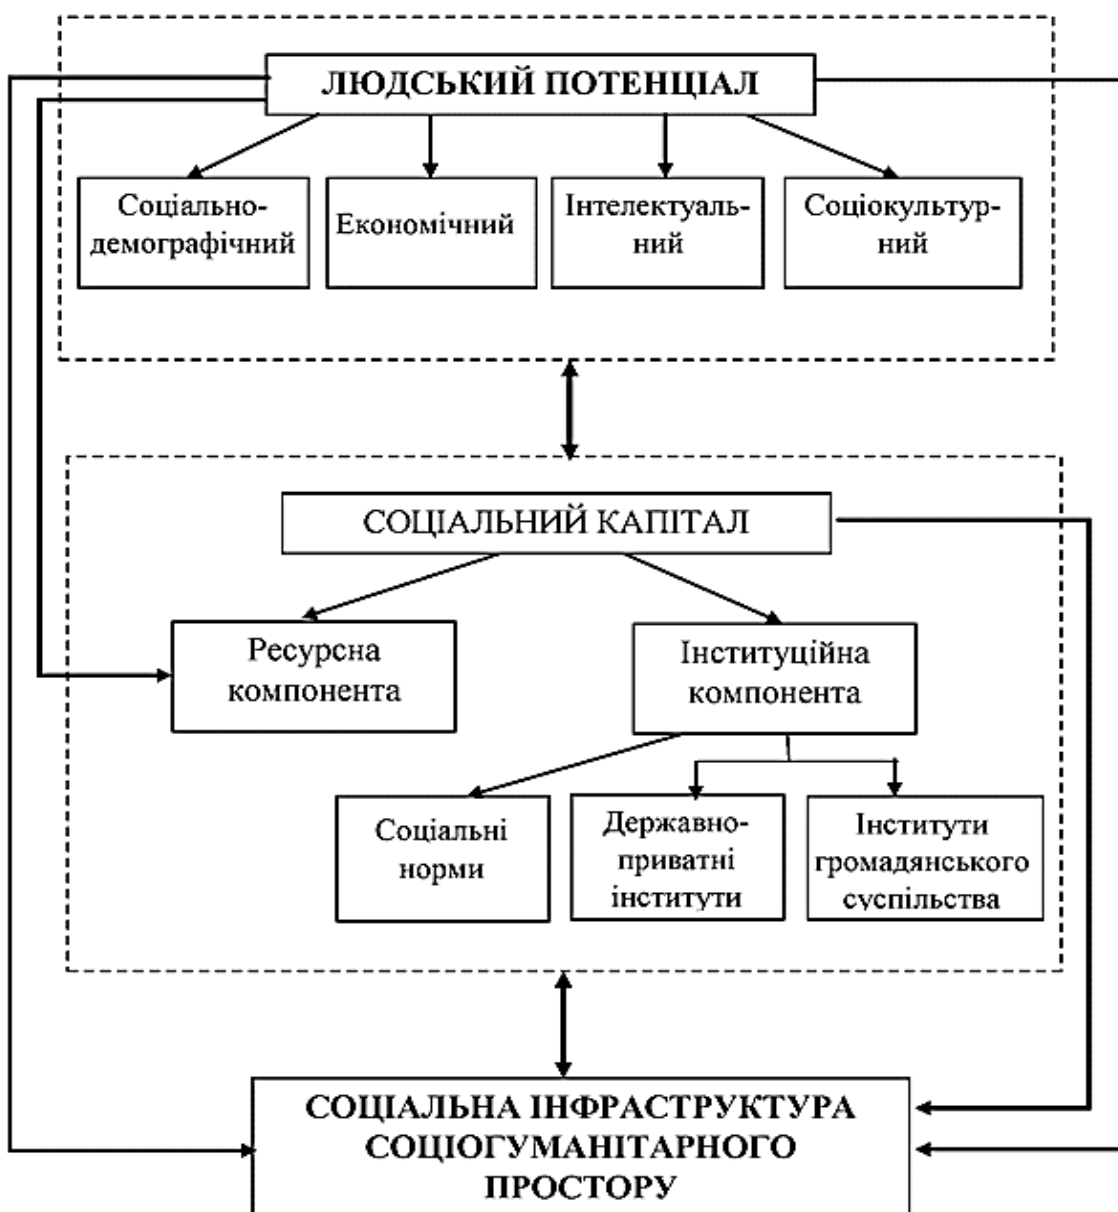 ЛЮДСЬКИЙ ПОТЕНЦІАЛ
Соціально-
демографічний
Економічний
Інтелектуаль-
ний
Соціокультур-
ний
СОЦІАЛЬНИЙ КАПІТАЛ
Ресурсна
компонента
Інституційна
компонента
Соціальні
норми
Державно-
приватні
інститути
Інститути
громадянського
суспільства
СОЦІАЛЬНА ІНФРАСТРУКТУРА
СОЦІОГУМАНІТАРНОГО
ПРОСТОРУ